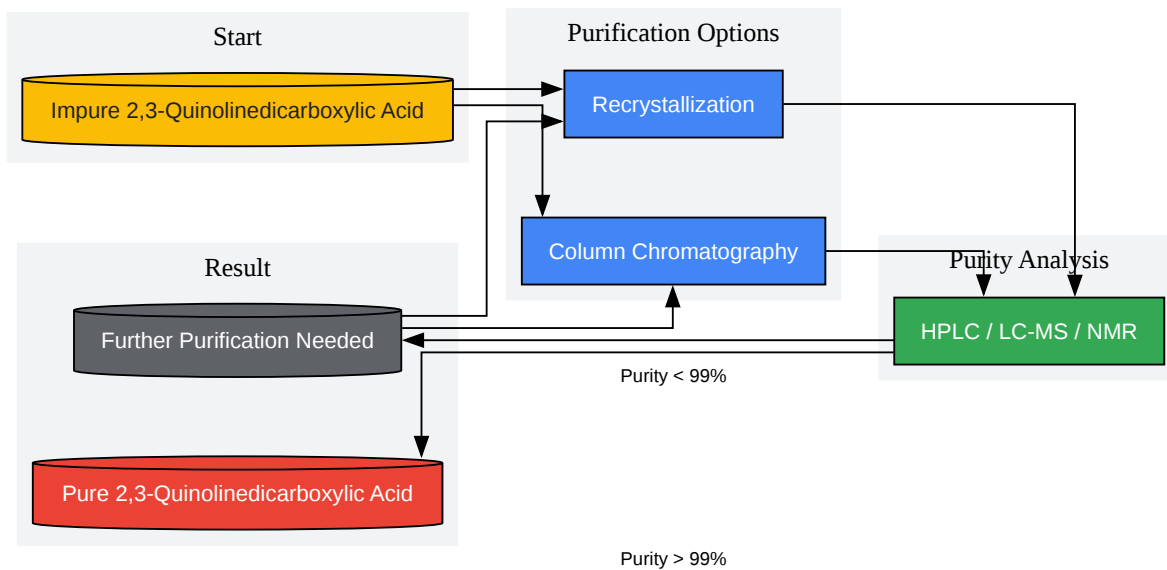 Start
Impure 2,3-Quinolinedicarboxylic Acid
Purification Options
Recrystallization
Column Chromatography
Purity Analysis
HPLC / LC-MS / NMR
Result
Further Purification Needed
Purity < 99%
Pure 2,3-Quinolinedicarboxylic Acid
Purity > 99%